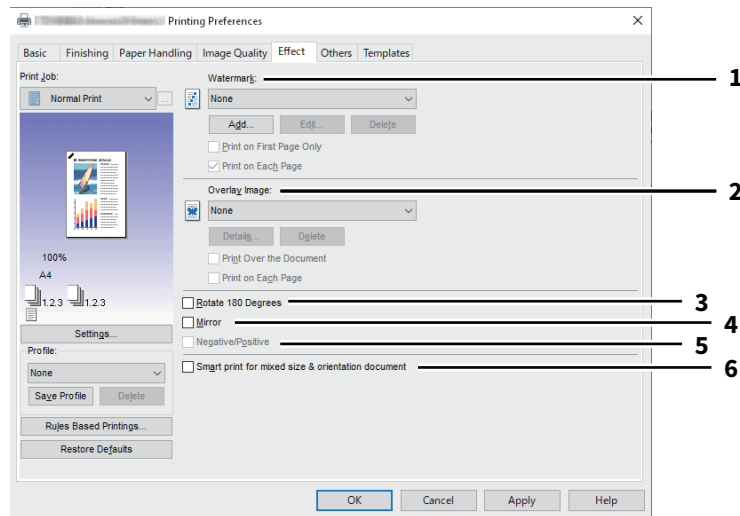 Printing Preferences
Basic Finishing Paper Handling Image Quality Effect Others Templates
Print Job:
Normal Print
...
100%
A4
1.2.3 1.2.3
Settings...
Profile:
None
Save Profile Delete
Rules Based Printings...
Restore Defaults
Watermark:
1
None
Add... Edit... Delete
Print on First Page Only
Print on Each Page
Overlay Image:
2
None
Details... Delete
Print Over the Document
Print on Each Page
Rotate 180 Degrees
3
Mirror
4
Negative/Positive
5
Smart print for mixed size & orientation document
6
OK Cancel Apply Help